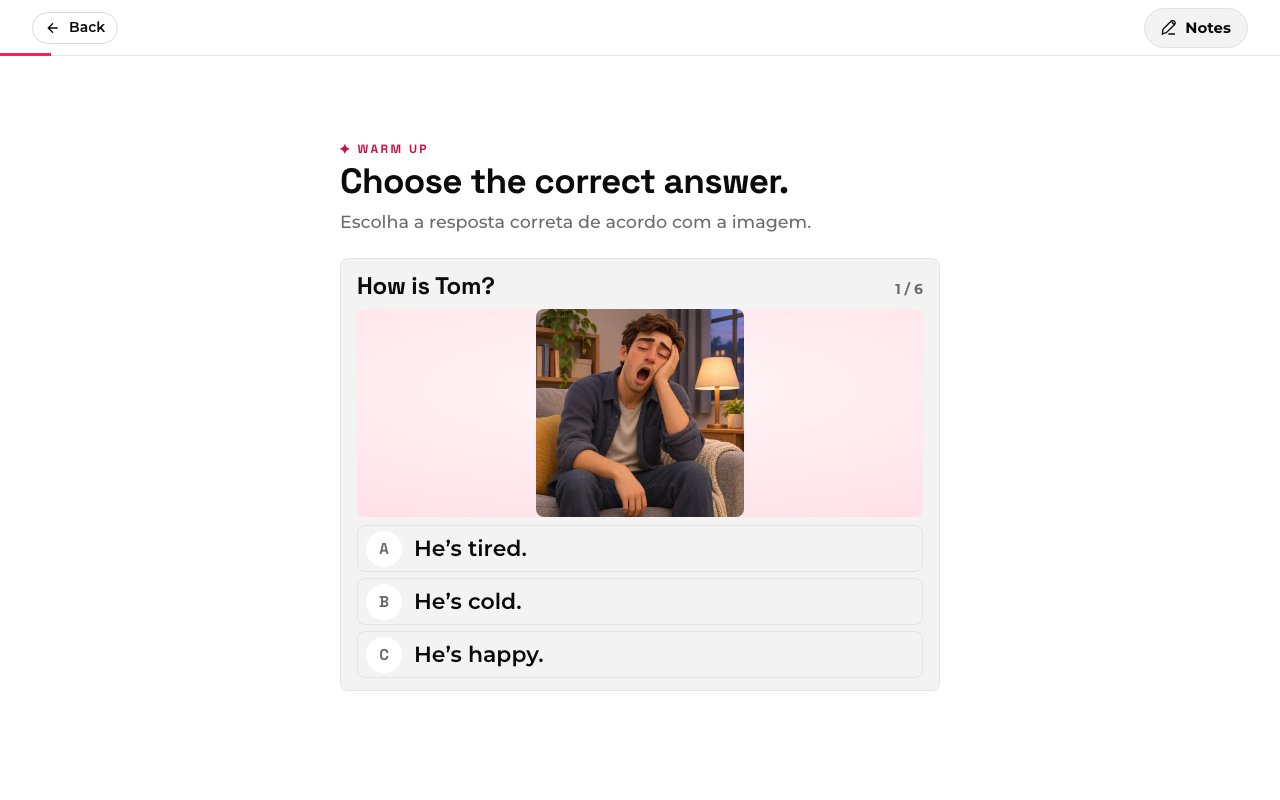 Back
Notes
WARM UP
Choose the correct answer.
Escolha a resposta correta de acordo com a imagem.
How is Tom?
1 / 6
A He’s tired.
B He’s cold.
C He’s happy.